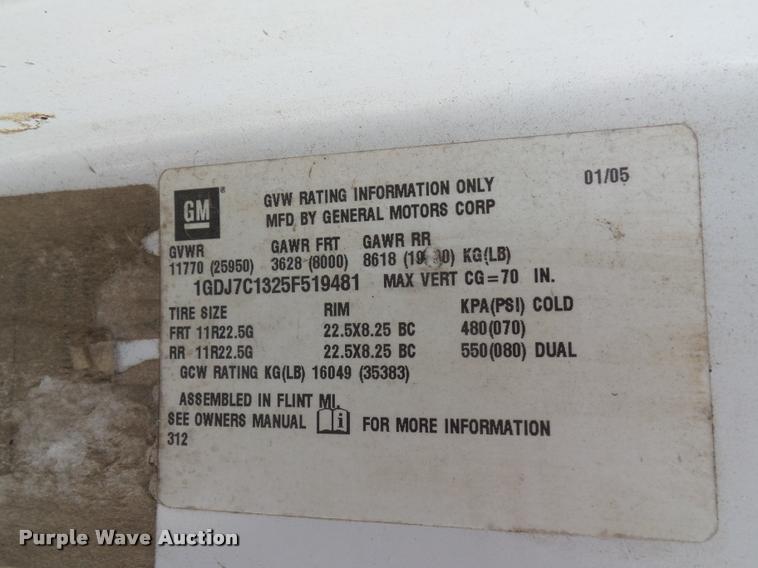 GM
®
GVW RATING INFORMATION ONLY 01/05
MFD BY GENERAL MOTORS CORP
GVWR GAWR FRT GAWR RR
11770 (25950) 3628 (8000) 8618 KG(LB)
1GDJ7C1325F519481 MAX VERT CG=70 IN.
TIRE SIZE RIM KPA(PSI) COLD
FRT 11R22.5G 22.5X8.25 BC 480(070)
RR 11R22.5G 22.5X8.25 BC 550(080) DUAL
GCW RATING KG(LB) 16049 (35383)
ASSEMBLED IN FLINT MI.
SEE OWNERS MANUAL i FOR MORE INFORMATION
312
Purple Wave Auction